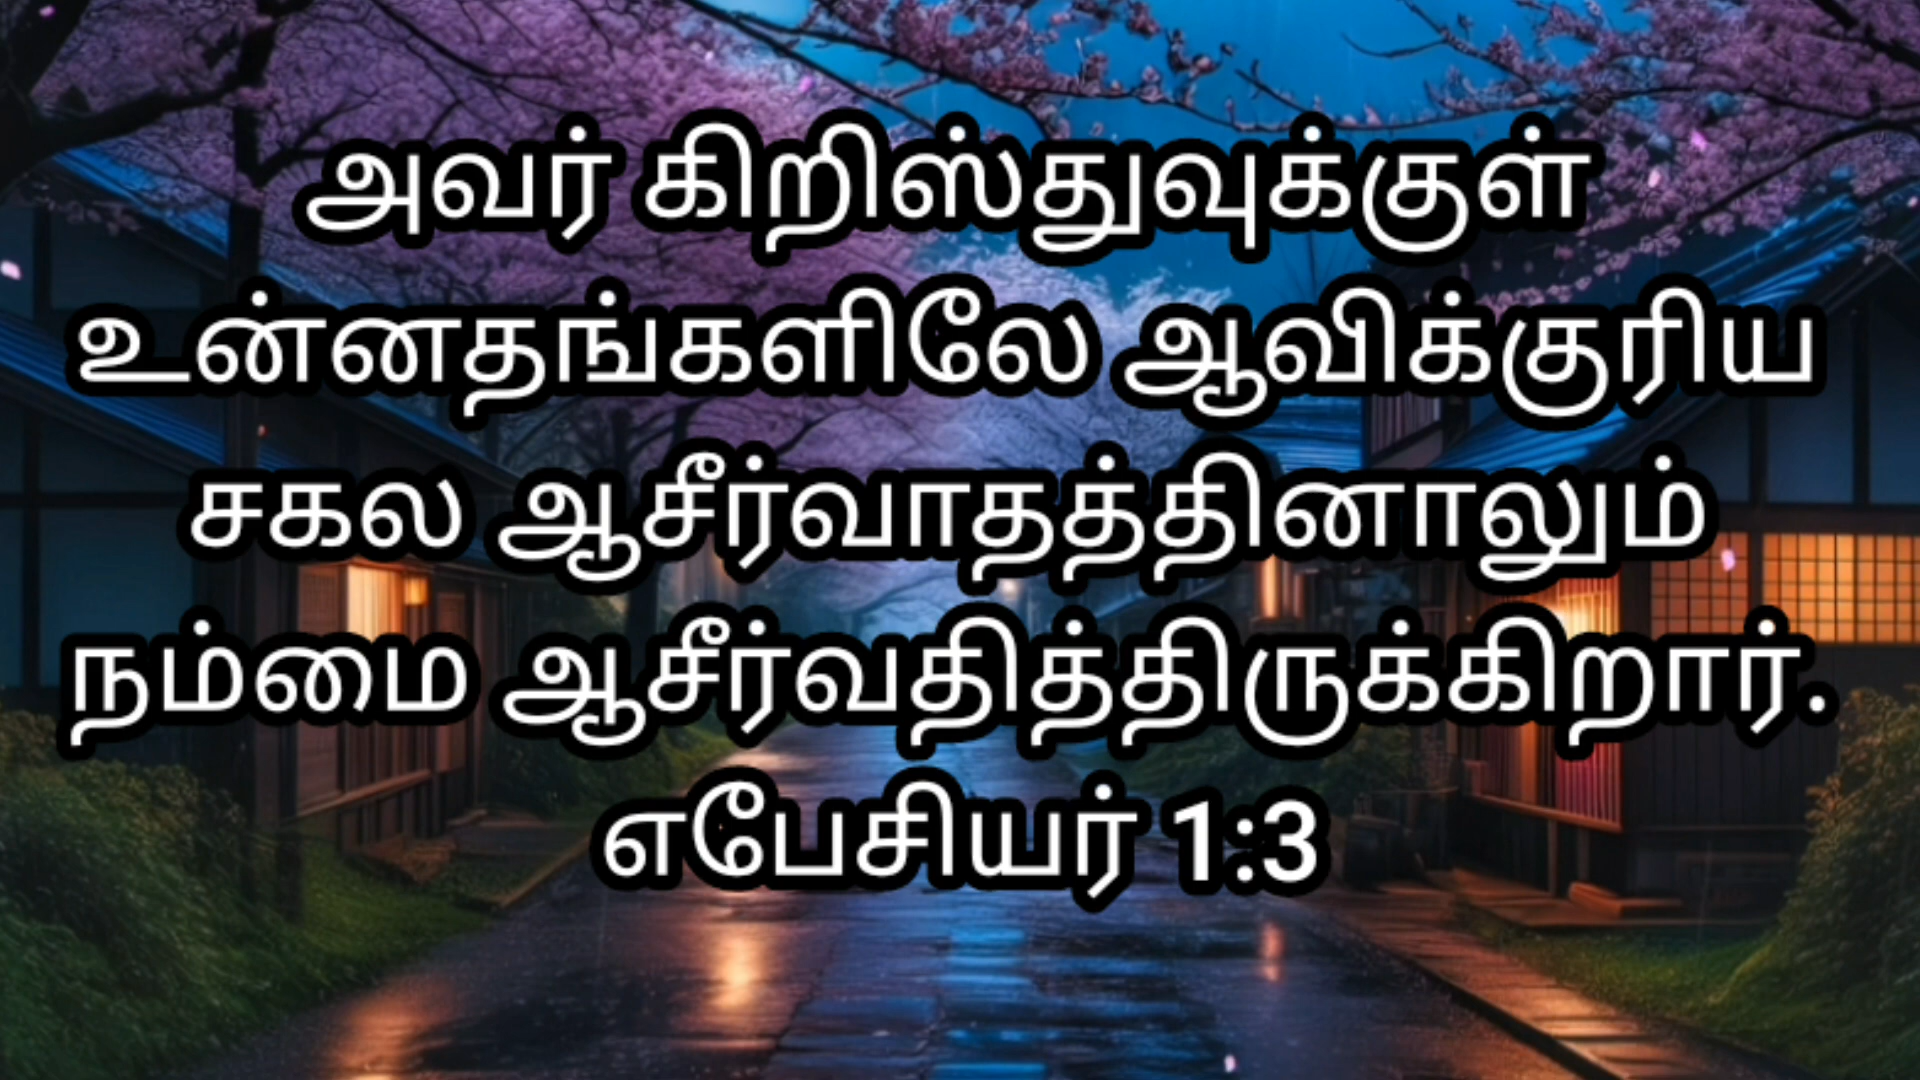 அவர் கிறிஸ்துவுக்குள்
உன்னதங்களிலே ஆவிக்குரிய
சகல ஆசீர்வாதத்தினாலும்
நம்மை ஆசீர்வதித்திருக்கிறார்.
எபேசியர் 1:3